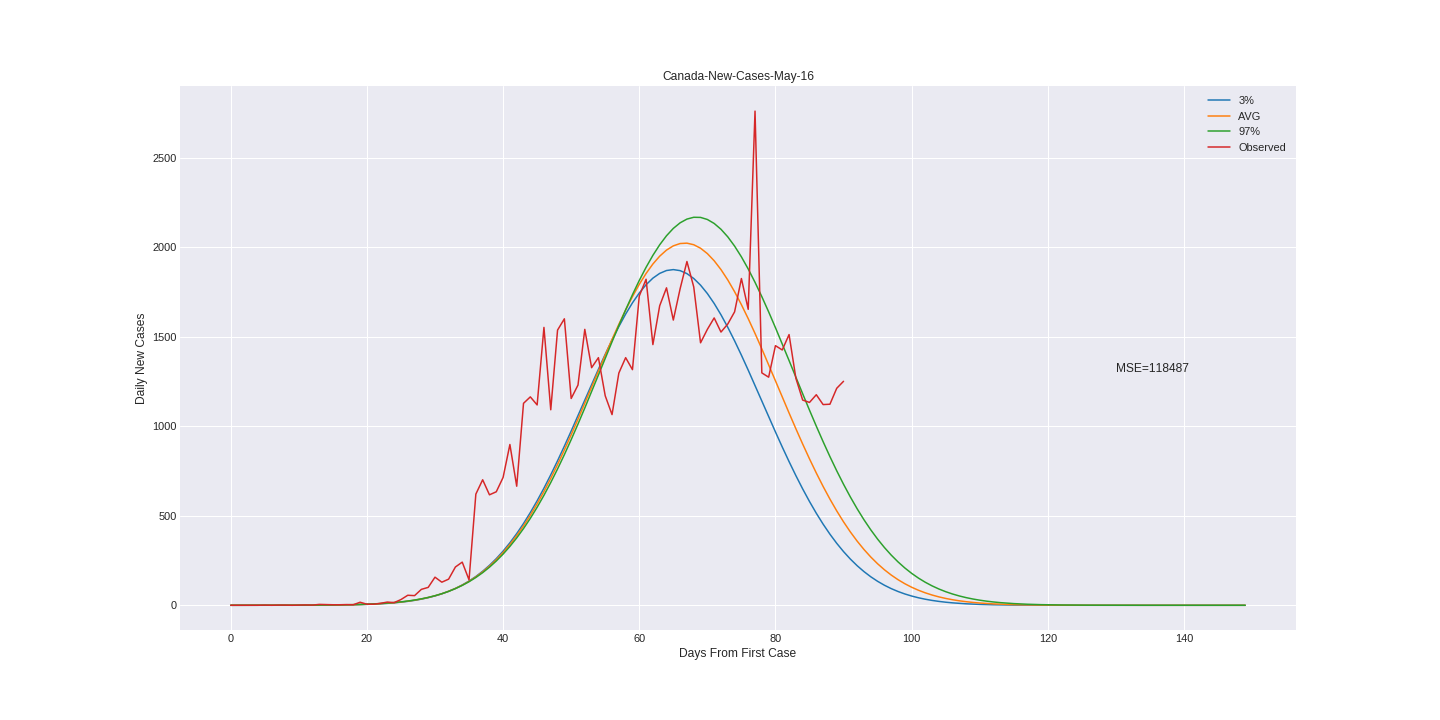 Canada-New-Cases-May-16
3%
AVG
97%
Observed
2500
2000
1500
1000
500
0
Daily New Cases
MSE=118487
0 20 40 60 80 100 120 140
Days From First Case